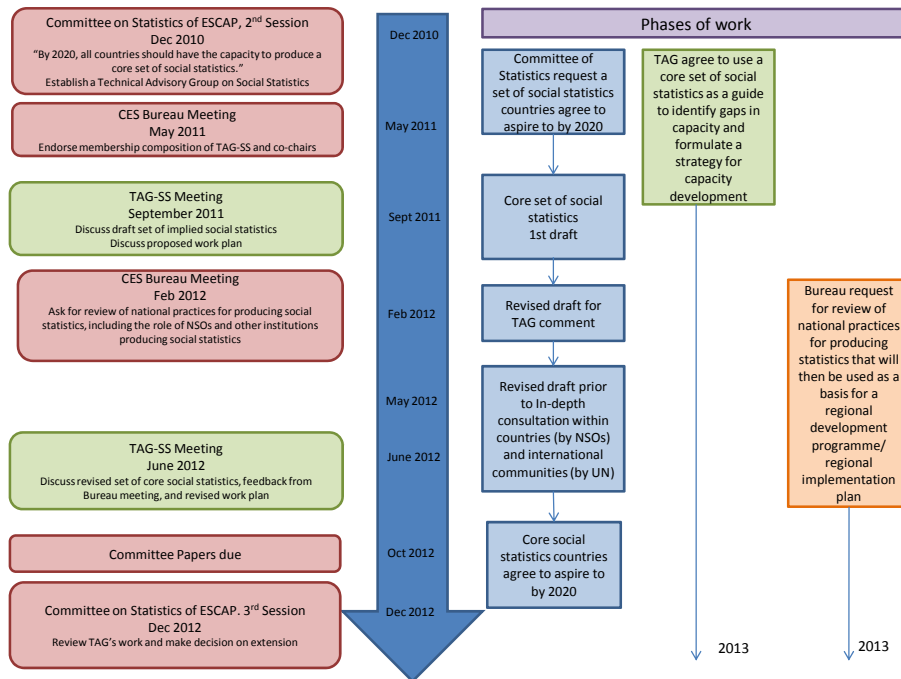 Committee on Statistics of ESCAP, 2nd Session
Dec 2010
“By 2020, all countries should have the capacity to produce a
core set of social statistics.”
Establish a Technical Advisory Group on Social Statistics
CES Bureau Meeting
May 2011
Endorse membership composition of TAG-SS and co-chairs
TAG-SS Meeting
September 2011
Discuss draft set of implied social statistics
Discuss proposed work plan
CES Bureau Meeting
Feb 2012
Ask for review of national practices for producing social
statistics, including the role of NSOs and other institutions
producing social statistics
TAG-SS Meeting
June 2012
Discuss revised set of core social statistics, feedback from
Bureau meeting, and revised work plan
Committee Papers due
Committee on Statistics of ESCAP. 3rd Session
Dec 2012
Review TAG’s work and make decision on extension
Dec 2010
May 2011
Sept 2011
Feb 2012
May 2012
June 2012
Oct 2012
Dec 2012
Phases of work
Committee of
Statistics request a
set of social statistics
countries agree to
aspire to by 2020
Core set of social
statistics
1st draft
Revised draft for
TAG comment
Revised draft prior
to In-depth
consultation within
countries (by NSOs)
and international
communities (by UN)
Core social
statistics countries
agree to aspire to
by 2020
TAG agree to use a
core set of social
statistics as a guide
to identify gaps in
capacity and
formulate a
strategy for
capacity
development
2013
Bureau request
for review of
national practices
for producing
statistics that will
then be used as a
basis for a
regional
development
programme/
regional
implementation
plan
2013